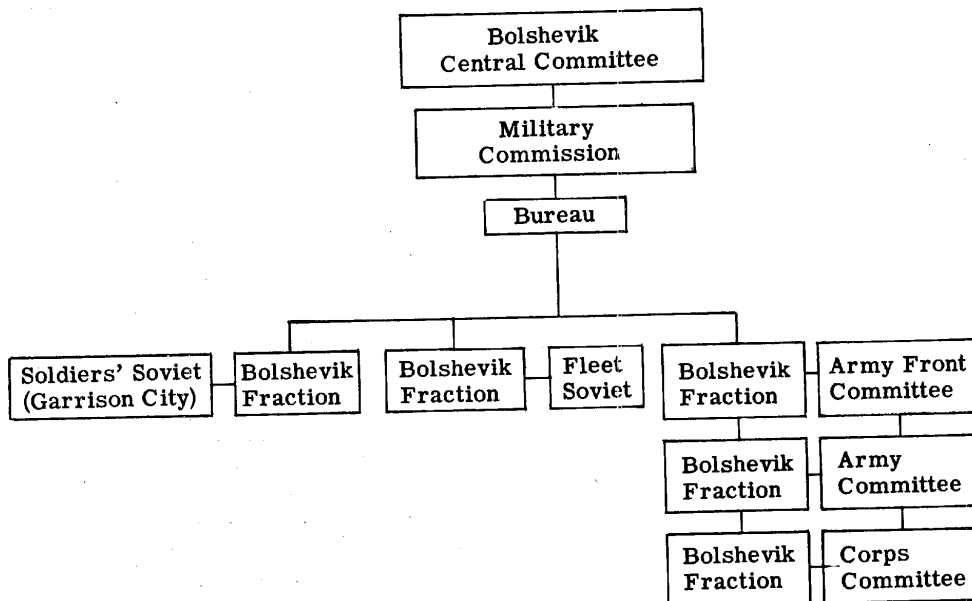 Bolshevik
Central Committee
Military
Commission
Bureau
Soldiers' Soviet
(Garrison City)
Bolshevik
Fraction
Bolshevik
Fraction
Fleet
Soviet
Bolshevik
Fraction
Army Front
Committee
Bolshevik
Fraction
Army
Committee
Bolshevik
Fraction
Corps
Committee